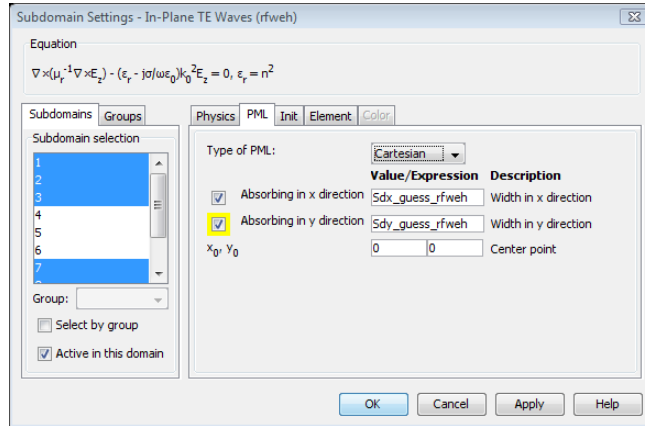 Subdomain Settings - In-Plane TE Waves (rfweh)
Equation
∇×(μr⁻¹∇×Ez) - (εr - jσ/ωε0)k0²Ez = 0, εr = n²
Subdomains Groups
Physics PML Init Element Color
Subdomain selection
1
2
3
4
5
6
7
Group:
Select by group
Active in this domain
Type of PML: Cartesian
Value/Expression Description
Absorbing in x direction Sdx_guess_rfweh Width in x direction
Absorbing in y direction Sdy_guess_rfweh Width in y direction
x0, y0 0 0 Center point
OK Cancel Apply Help